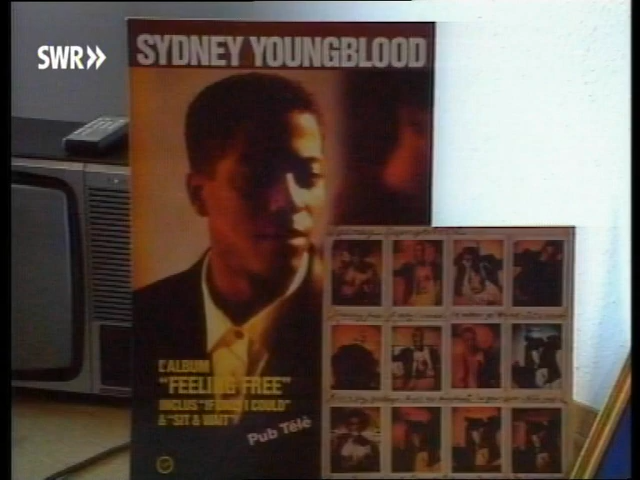 SWR»
SYDNEY YOUNGBLOOD
L'ALBUM
"FEELING FREE"
INCLUS "IF ONLY I COULD"
& "SIT & WAIT"
Pub Télé